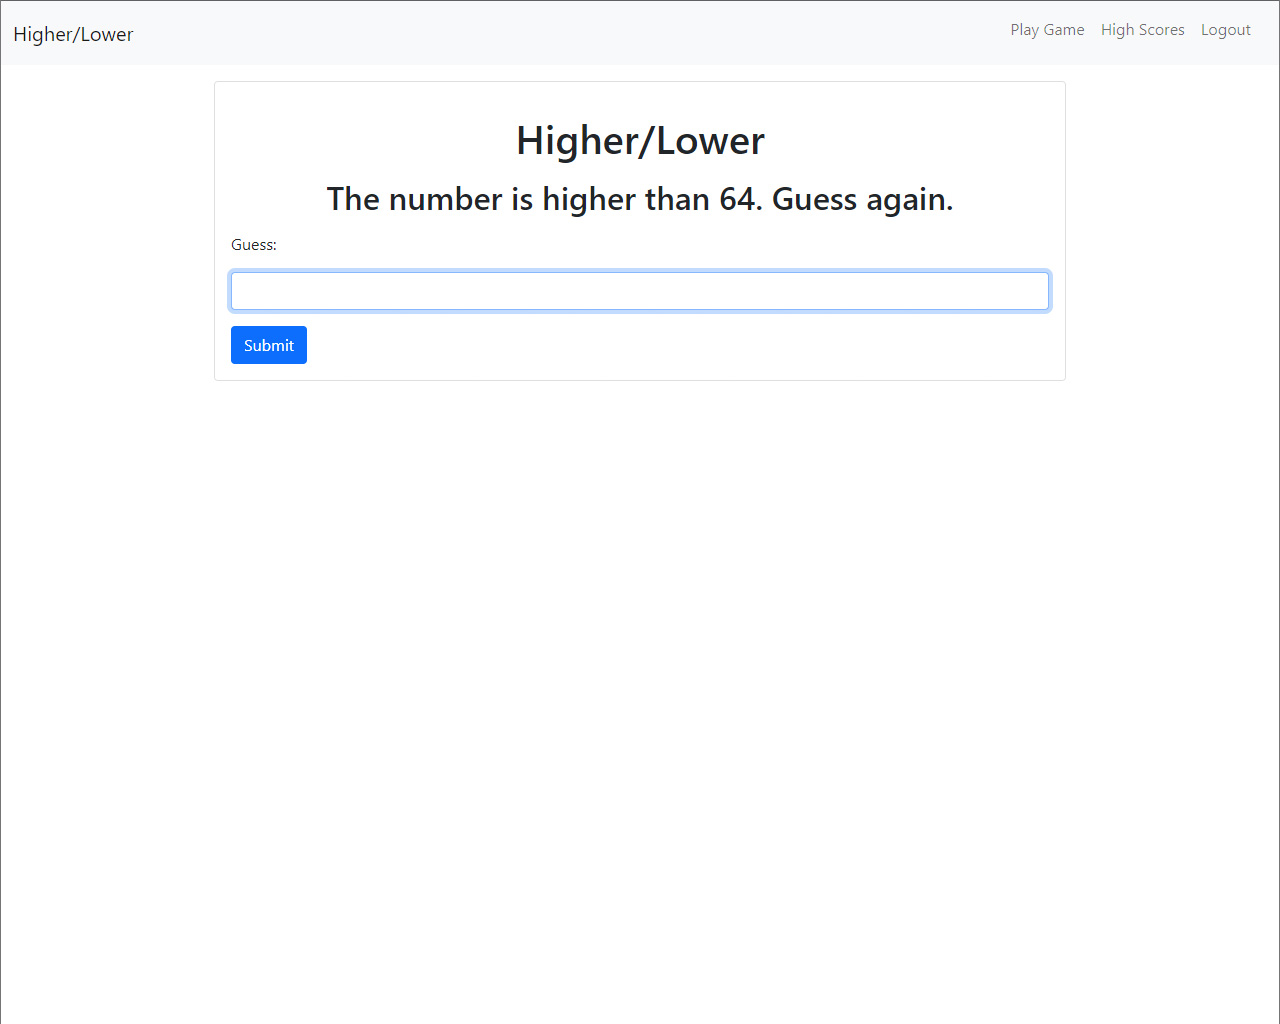 Higher/Lower
Play Game High Scores Logout
Higher/Lower
The number is higher than 64. Guess again.
Guess:
Submit